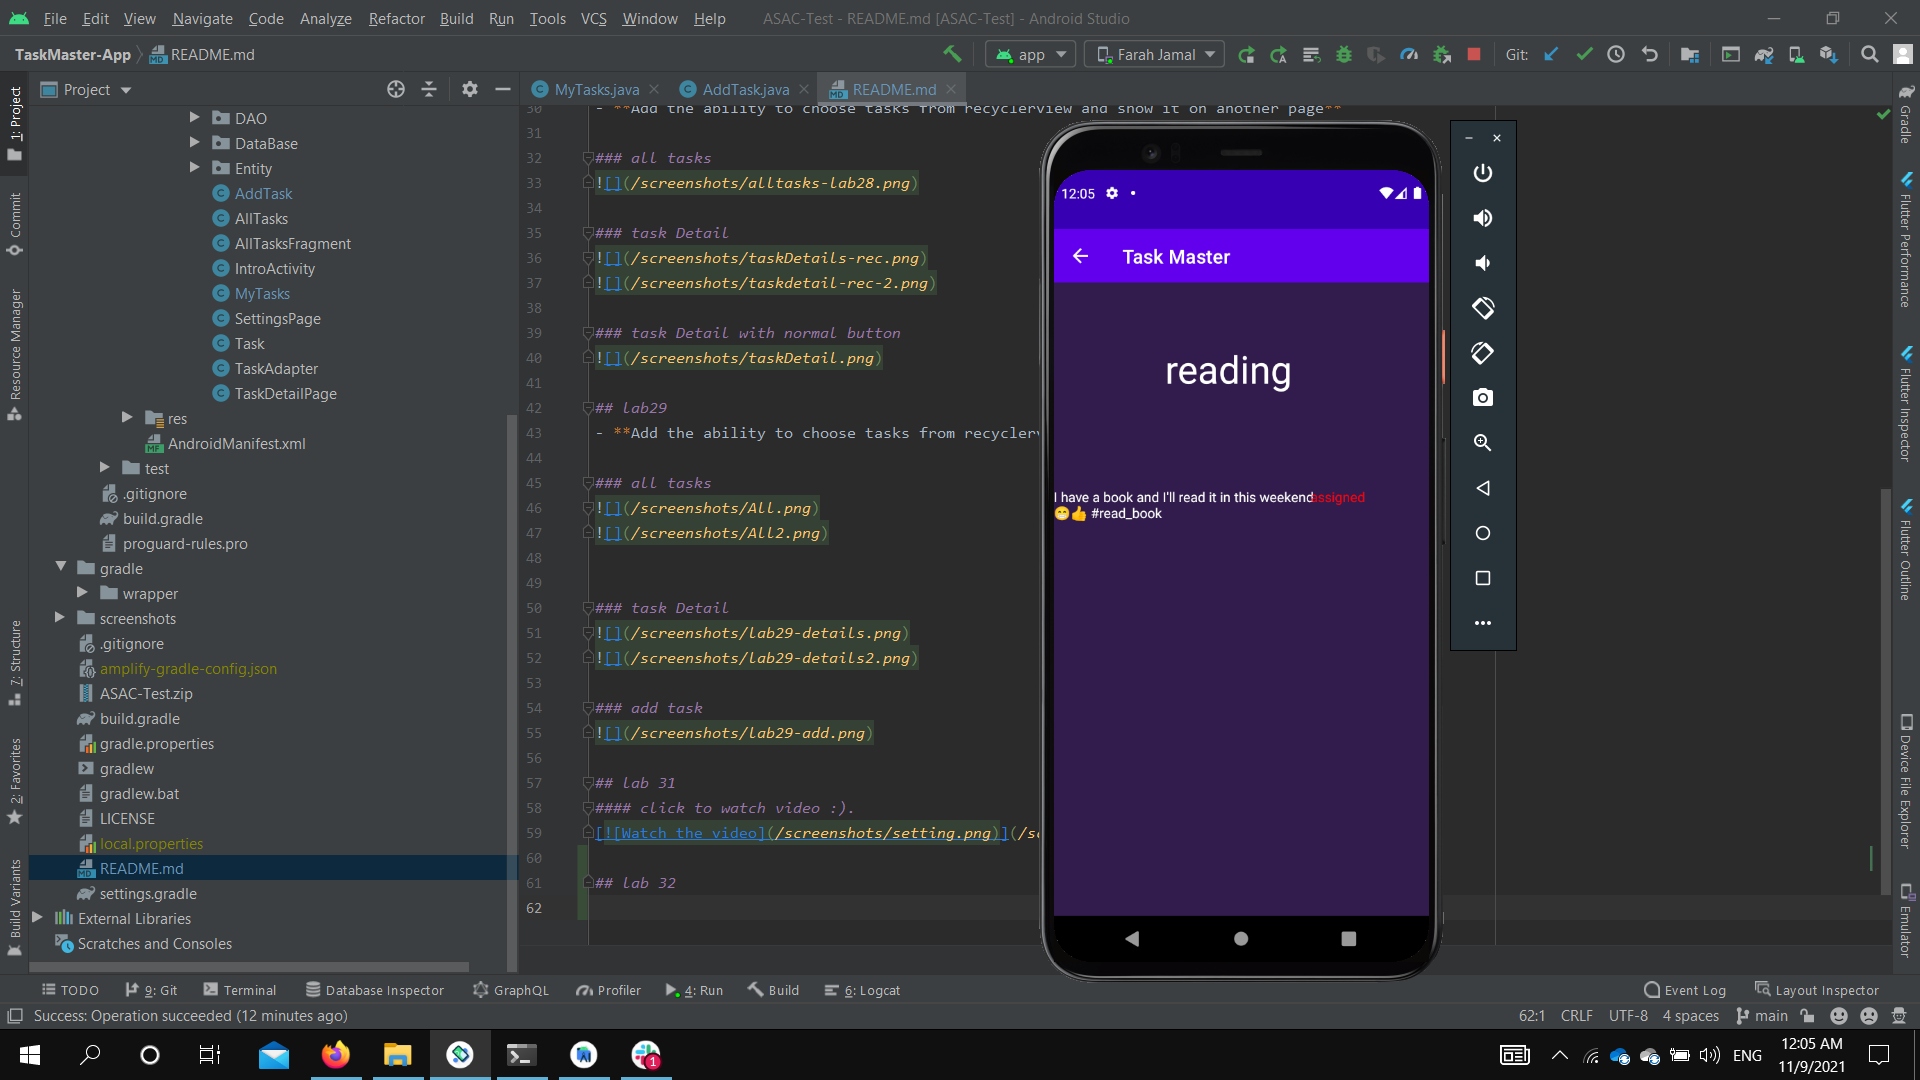 File Edit View Navigate Code Analyze Refactor Build Run Tools VCS Window Help ASAC-Test - README.md [ASAC-Test] - Android Studio
TaskMaster-App README.md app Farah Jamal Git:
Project MyTasks.java AddTask.java README.md
DAO
DataBase
Entity
AddTask
AllTasks
AllTasksFragment
IntroActivity
MyTasks
SettingsPage
Task
TaskAdapter
TaskDetailPage
res
AndroidManifest.xml
test
.gitignore
build.gradle
proguard-rules.pro
gradle
wrapper
screenshots
.gitignore
amplify-gradle-config.json
ASAC-Test.zip
build.gradle
gradle.properties
gradlew
gradlew.bat
LICENSE
local.properties
README.md
settings.gradle
External Libraries
Scratches and Consoles
1: Project
Commit
Resource Manager
7: Structure
2: Favorites
Build Variants
30 - **Add the ability to choose tasks from recyclerview and show it on another page**
31
32 ### all tasks
33 ![](/screenshots/alltasks-lab28.png)
34
35 ### task Detail
36 ![](/screenshots/taskDetails-rec.png)
37 ![](/screenshots/taskdetail-rec-2.png)
38
39 ### task Detail with normal button
40 ![](/screenshots/taskDetail.png)
41
42 ## lab29
43 - **Add the ability to choose tasks from recycler
44
45 ### all tasks
46 ![](/screenshots/All.png)
47 ![](/screenshots/All2.png)
48
49
50 ### task Detail
51 ![](/screenshots/lab29-details.png)
52 ![](/screenshots/lab29-details2.png)
53
54 ### add task
55 ![](/screenshots/lab29-add.png)
56
57 ## lab 31
58 #### click to watch video :).
59 [![Watch the video](/screenshots/setting.png)](/s
60
61 ## lab 32
62
12:05
Task Master
reading
I have a book and I'll read it in this weekend assigned
😁👍 #read_book
Gradle
Flutter Performance
Flutter Inspector
Flutter Outline
Device File Explorer
Emulator
TODO 9: Git Terminal Database Inspector GraphQL Profiler 4: Run Build 6: Logcat Event Log Layout Inspector
Success: Operation succeeded (12 minutes ago) 62:1 CRLF UTF-8 4 spaces main
1 ENG 12:05 AM
11/9/2021